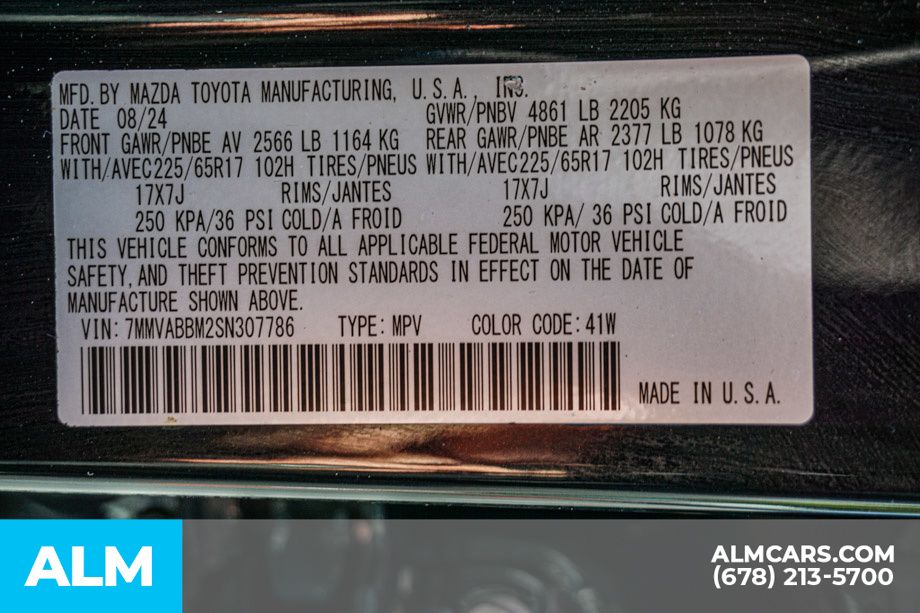 MFD. BY MAZDA TOYOTA MANUFACTURING, U.S.A., INC.
DATE 08/24 GVWR/PNBV 4861 LB 2205 KG
FRONT GAWR/PNBE AV 2566 LB 1164 KG REAR GAWR/PNBE AR 2377 LB 1078 KG
WITH/AVEC225/65R17 102H TIRES/PNEUS WITH/AVEC225/65R17 102H TIRES/PNEUS
17X7J RIMS/JANTES 17X7J RIMS/JANTES
250 KPA/36 PSI COLD/A FROID 250 KPA/ 36 PSI COLD/A FROID
THIS VEHICLE CONFORMS TO ALL APPLICABLE FEDERAL MOTOR VEHICLE
SAFETY, AND THEFT PREVENTION STANDARDS IN EFFECT ON THE DATE OF
MANUFACTURE SHOWN ABOVE.
VIN: 7MMVABBM2SN307786 TYPE: MPV COLOR CODE: 41W
MADE IN U.S.A.
ALM
ALMCARS.COM
(678) 213-5700